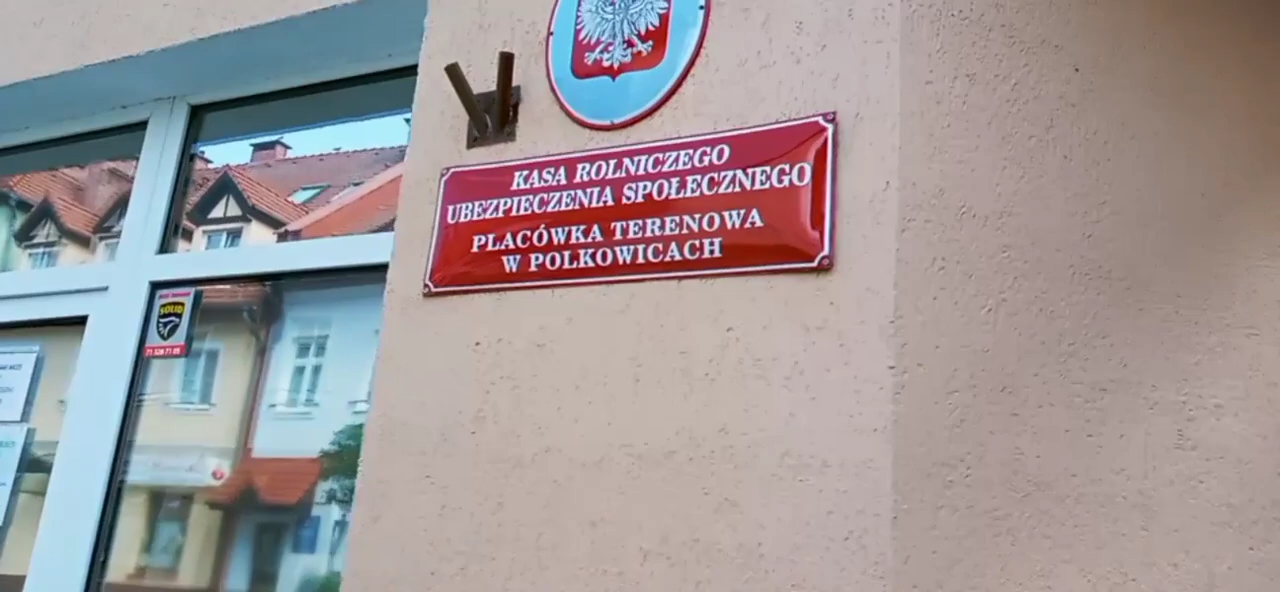 KASA ROLNICZEGO
UBEZPIECZENIA SPOŁECZNEGO
PLACÓWKA TERENOWA
W POLKOWICACH
SOLID